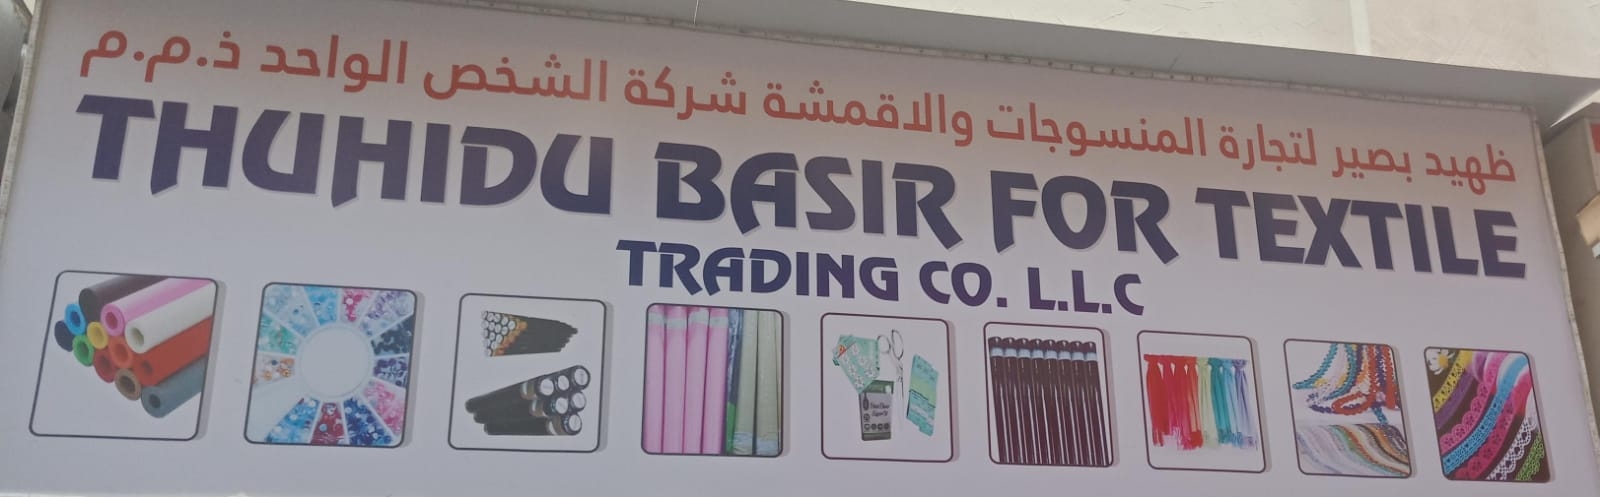 ظهيد بصير لتجارة المنسوجات والاقمشة شركة الشخص الواحد ذ.م.م
THUHIDU BASIR FOR TEXTILE
TRADING CO. L.L.C